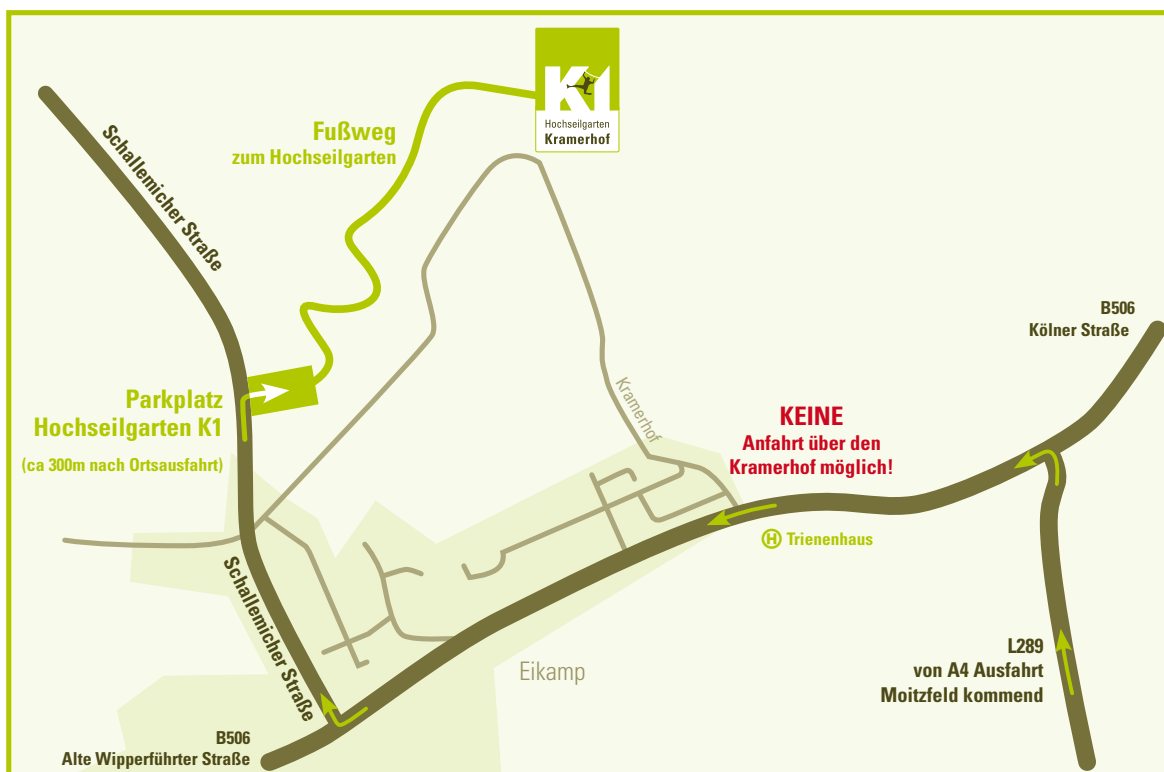 K1
Hochseilgarten
Kramerhof
Fußweg
zum Hochseilgarten
Schallemicher Straße
B506
Kölner Straße
Kramerhof
Parkplatz
Hochseilgarten K1
(ca 300m nach Ortsausfahrt)
KEINE
Anfahrt über den
Kramerhof möglich!
H Trienenhaus
Schallemicher Straße
Eikamp
L289
von A4 Ausfahrt
Moitzfeld kommend
B506
Alte Wipperführter Straße